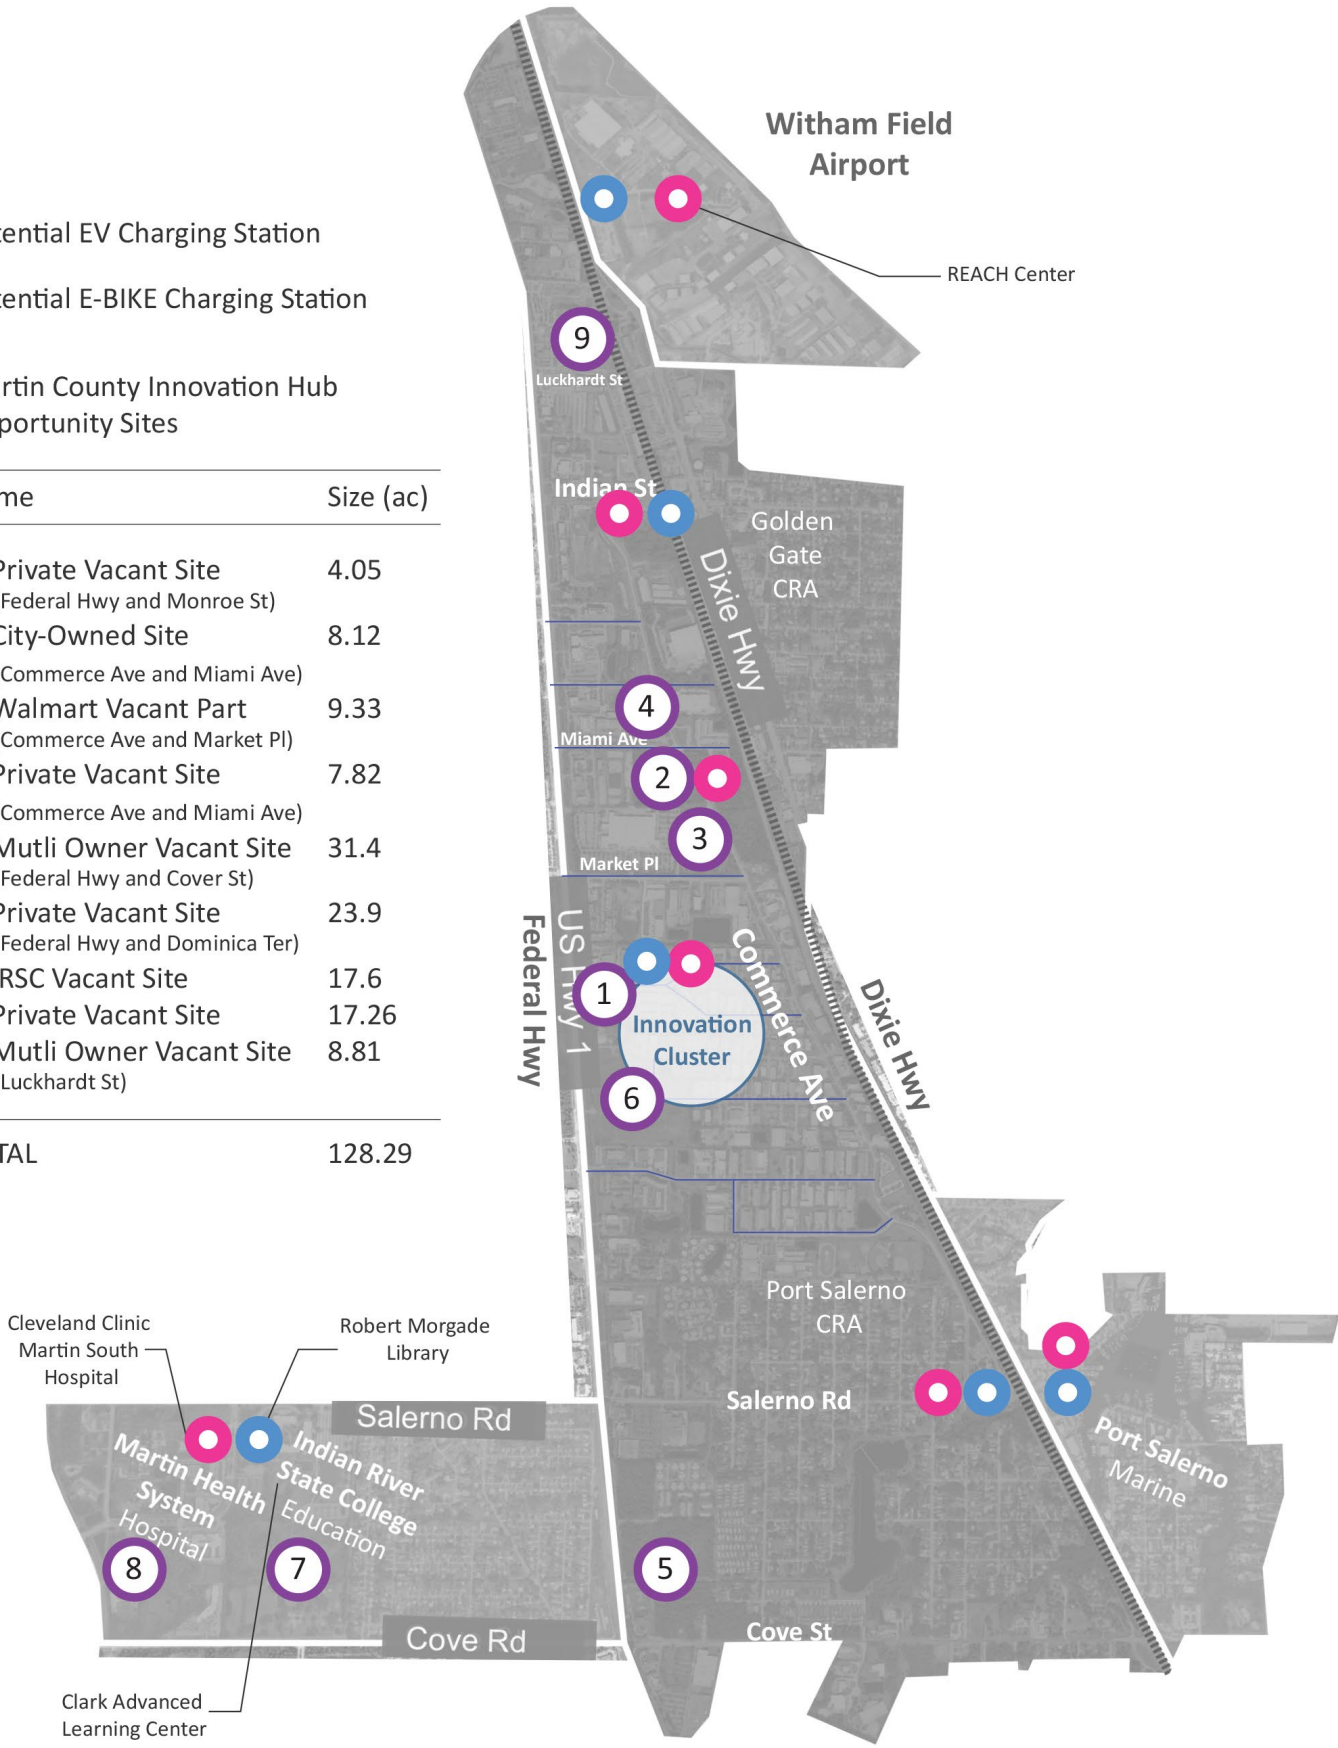 Witham Field
Airport
tential EV Charging Station
REACH Center
tential E-BIKE Charging Station
9
Luckhardt St
rtin County Innovation Hub
portunity Sites
me Size (ac)
Private Vacant Site 4.05
Federal Hwy and Monroe St)
City-Owned Site 8.12
Commerce Ave and Miami Ave)
Walmart Vacant Part 9.33
Commerce Ave and Market Pl)
Private Vacant Site 7.82
Commerce Ave and Miami Ave)
Mutli Owner Vacant Site 31.4
Federal Hwy and Cover St)
Private Vacant Site 23.9
Federal Hwy and Dominica Ter)
RSC Vacant Site 17.6
Private Vacant Site 17.26
Mutli Owner Vacant Site 8.81
Luckhardt St)
TAL 128.29
Indian St
Golden
Gate
CRA
Dixie Hwy
4
Miami Ave
2
3
Market Pl
US Hwy 1
Federal Hwy
Commerce Ave
Dixie Hwy
1
Innovation
Cluster
6
Port Salerno
CRA
Cleveland Clinic
Martin South
Hospital
Robert Morgade
Library
Salerno Rd
Salerno Rd
Port Salerno
Marine
Martin Health
System
Hospital
Indian River
State College
Education
8
7
5
Cove St
Cove Rd
Clark Advanced
Learning Center